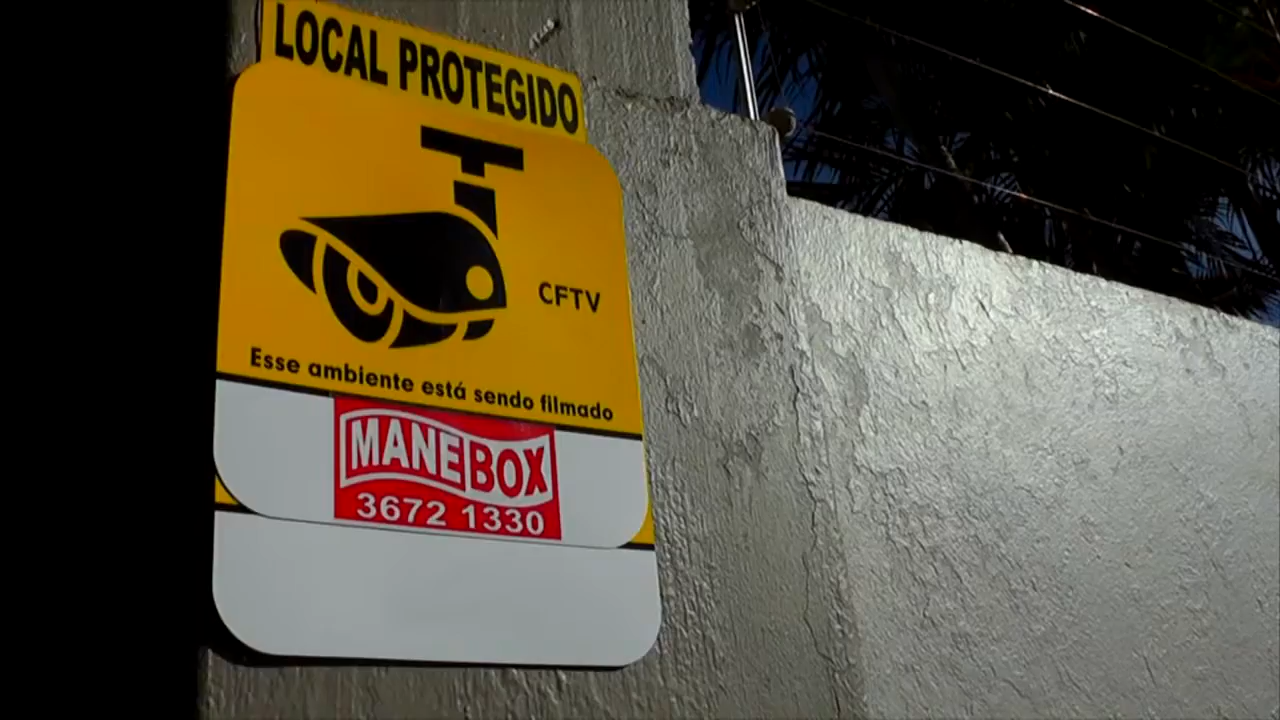 LOCAL PROTEGIDO
CFTV
Esse ambiente está sendo filmado
MANEBOX
3672 1330